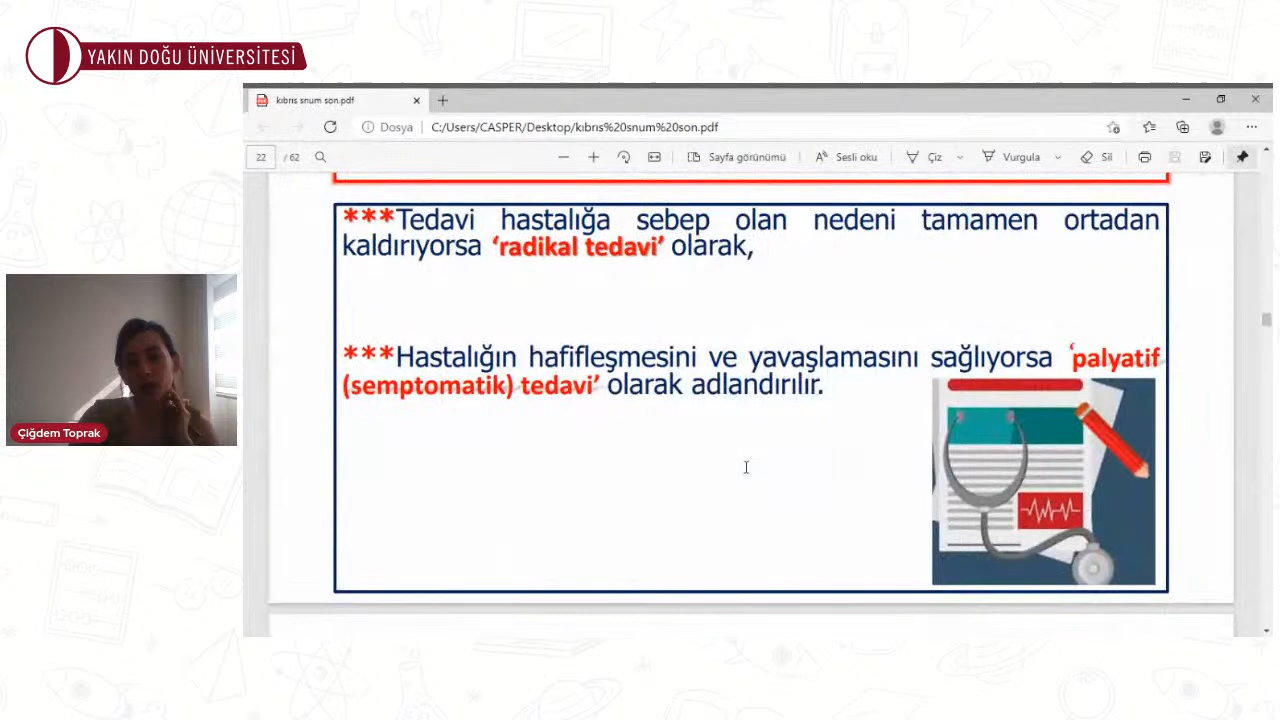 YAKIN DOĞU ÜNİVERSİTESİ
kıbrıs snum son.pdf
Dosya C:/Users/CASPER/Desktop/kıbrıs%20snum%20son.pdf
22 / 62 Sayfa görünümü Sesli oku Çiz Vurgula Sil
***Tedavi hastalığa sebep olan nedeni tamamen ortadan
kaldırıyorsa ‘radikal tedavi’ olarak,
***Hastalığın hafifleşmesini ve yavaşlamasını sağlıyorsa ‘palyatif
(semptomatik) tedavi’ olarak adlandırılır.
Çiğdem Toprak